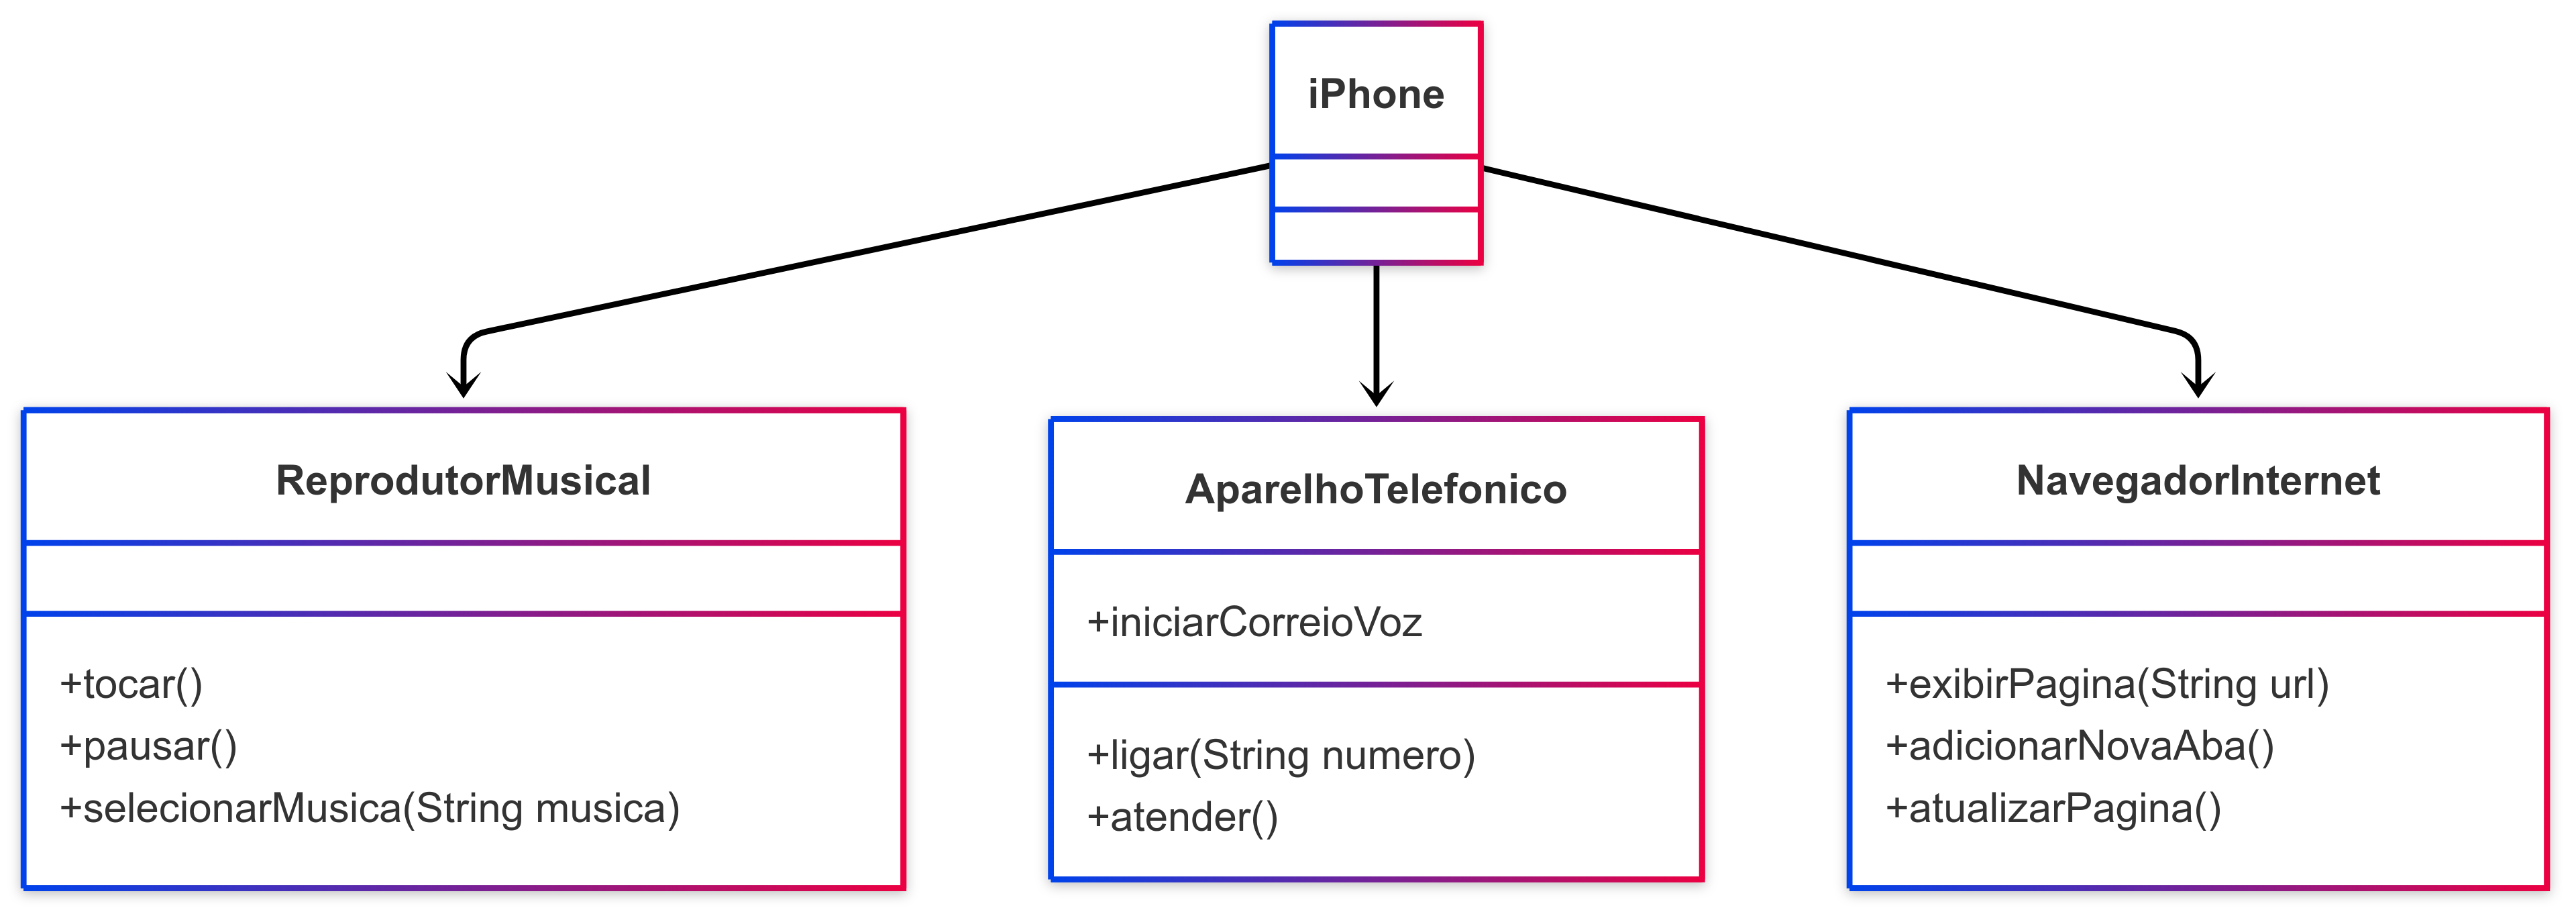 iPhone
ReprodutorMusical
+tocar()
+pausar()
+selecionarMusica(String musica)
AparelhoTelefonico
+iniciarCorreioVoz
+ligar(String numero)
+atender()
NavegadorInternet
+exibirPagina(String url)
+adicionarNovaAba()
+atualizarPagina()